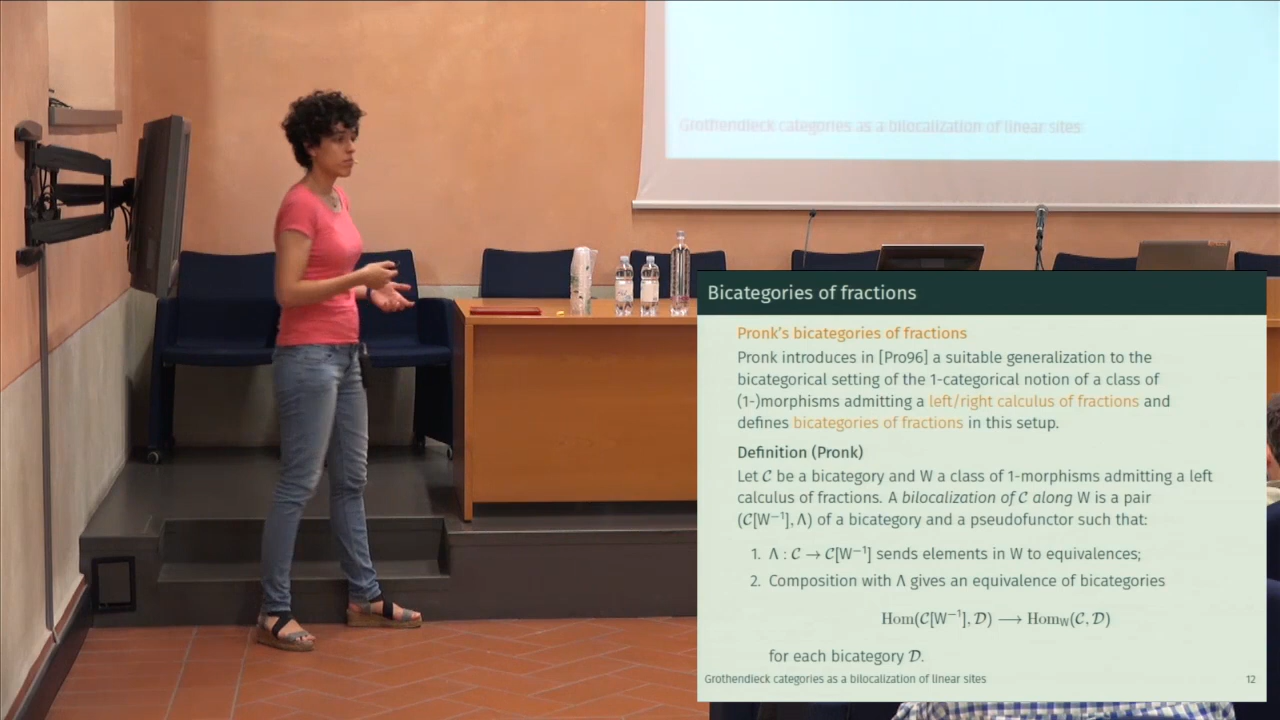 Grothendieck categories as a bilocalization of linear sites
Bicategories of fractions
Pronk's bicategories of fractions
Pronk introduces in [Pro96] a suitable generalization to the
bicategorical setting of the 1-categorical notion of a class of
(1-)morphisms admitting a left/right calculus of fractions and
defines bicategories of fractions in this setup.
Definition (Pronk)
Let 𝒞 be a bicategory and W a class of 1-morphisms admitting a left
calculus of fractions. A bilocalization of 𝒞 along W is a pair
(𝒞[W⁻¹], Λ) of a bicategory and a pseudofunctor such that:
1. Λ : 𝒞 → 𝒞[W⁻¹] sends elements in W to equivalences;
2. Composition with Λ gives an equivalence of bicategories
Hom(𝒞[W⁻¹], 𝒟) ⟶ Hom_W(𝒞, 𝒟)
for each bicategory 𝒟.
Grothendieck categories as a bilocalization of linear sites 12